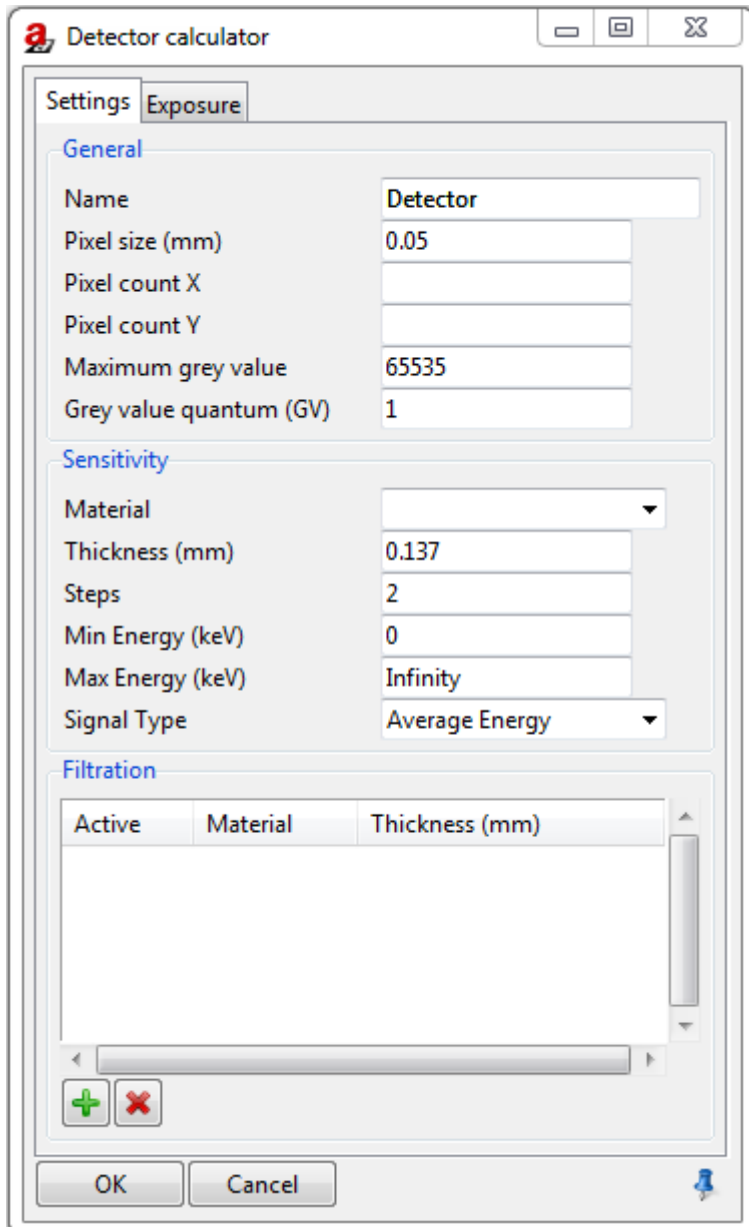 Detector calculator
Settings Exposure
General
Name Detector
Pixel size (mm) 0.05
Pixel count X
Pixel count Y
Maximum grey value 65535
Grey value quantum (GV) 1
Sensitivity
Material
Thickness (mm) 0.137
Steps 2
Min Energy (keV) 0
Max Energy (keV) Infinity
Signal Type Average Energy
Filtration
Active Material Thickness (mm)
OK Cancel